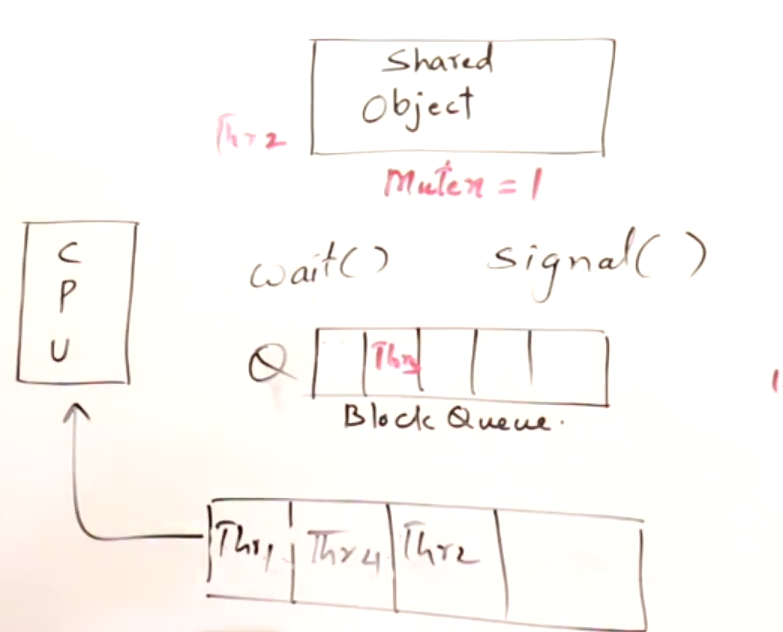 Shared
Object
Thr2
Mutex = 1
C
P
U
wait()
signal()
Q
Thr3
Block Queue.
Thr1
Thr4
Thr2